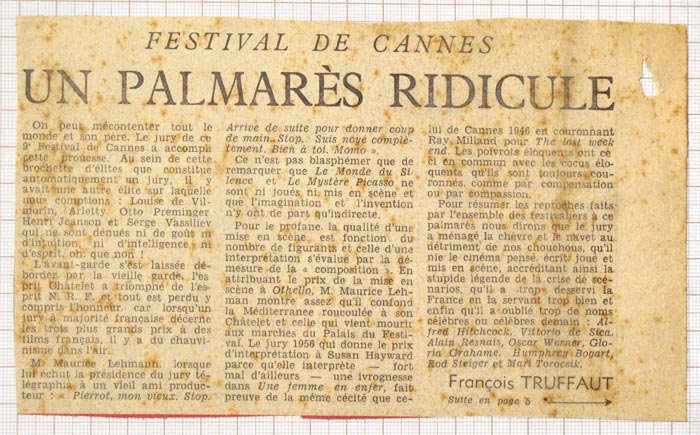 FESTIVAL DE CANNES
UN PALMARÈS RIDICULE
On peut mécontenter tout le
monde et son père. Le jury de ce
9e Festival de Cannes a accompli
cette prouesse. Au sein de cette
brochette d'élites que constitue
automatiquement un jury, il y
avait une autre élite sur laquelle
nous comptions : Louise de Vil-
morin, Arletty, Otto Preminger
Henri Jeanson et Serge Vassiliev
qui ne sont dénués ni de goût ni
d'intuition, ni d'intelligence ni
d'esprit, oh, que non !
L'avant-garde s'est laissée dé-
border par la vieille garde, l'es-
prit Châtelet a triomphé de l'es-
prit N. R. F. et tout est perdu y
compris l'honneur, car lorsqu'un
jury à majorité française décerne
les trois plus grands prix à des
films français, il y a du chauvi-
nisme dans l'air.
M. Maurice Lehmann, lorsque
lui échut la présidence du jury té-
légraphia à un vieil ami produc-
teur : « Pierrot, mon vieux. Stop.
Arrive de suite pour donner coup
de main. Stop. Suis noyé complè-
tement. Bien à toi. Momo ».
Ce n'est pas blasphémer que de
remarquer que Le Monde du Si-
lence et Le Mystère Picasso ne
sont ni joués, ni mis en scène et
que l'imagination et l'invention
n'y ont de part qu'indirecte.
Pour le profane, la qualité d'une
mise en scène, est fonction du
nombre de figurants et celle d'une
interprétation s'évalue par la dé-
mesure de la « composition ». En
attribuant le prix de la mise en
scène à Othello, M. Maurice Leh-
man montre assez qu'il confond
la Méditerranée roucoulée à son
Châtelet et celle qui vient mourir
aux marches du Palais du Festi-
val. Le jury 1956 qui donne le prix
d'interprétation à Susan Hayward
parce qu'elle interprète — fort
mal d'ailleurs — une ivrognesse
dans Une femme en enfer, fait
preuve de la même cécité que ce-
lui de Cannes 1946 en couronnant
Ray Milland pour The lost week
end. Les poivrots éloquents ont ce-
ci en commun avec les cocus élo-
quents qu'ils sont toujours cou-
ronnés, comme par compensation
ou par compassion.
Pour résumer les reproches faits
par l'ensemble des festivaliers à ce
palmarès nous dirons que le jury
a ménagé la chèvre et le navet au
détriment de nos chouchous, qu'il
nie le cinéma pensé, écrit, joué et
mis en scène, accréditant ainsi la
stupide légende de la crise de scé-
narios, qu'il a trop desservi la
France en la servant trop bien et
enfin qu'il a oublié trop de noms
célèbres ou célèbres demain : Al-
fred Hitchcock, Vittorio de Sica,
Alain Resnais, Oscar Werner, Glo-
ria Grahame, Humphrey Bogart,
Rod Steiger et Mari Torocsik.
François TRUFFAUT
Suite en page 5